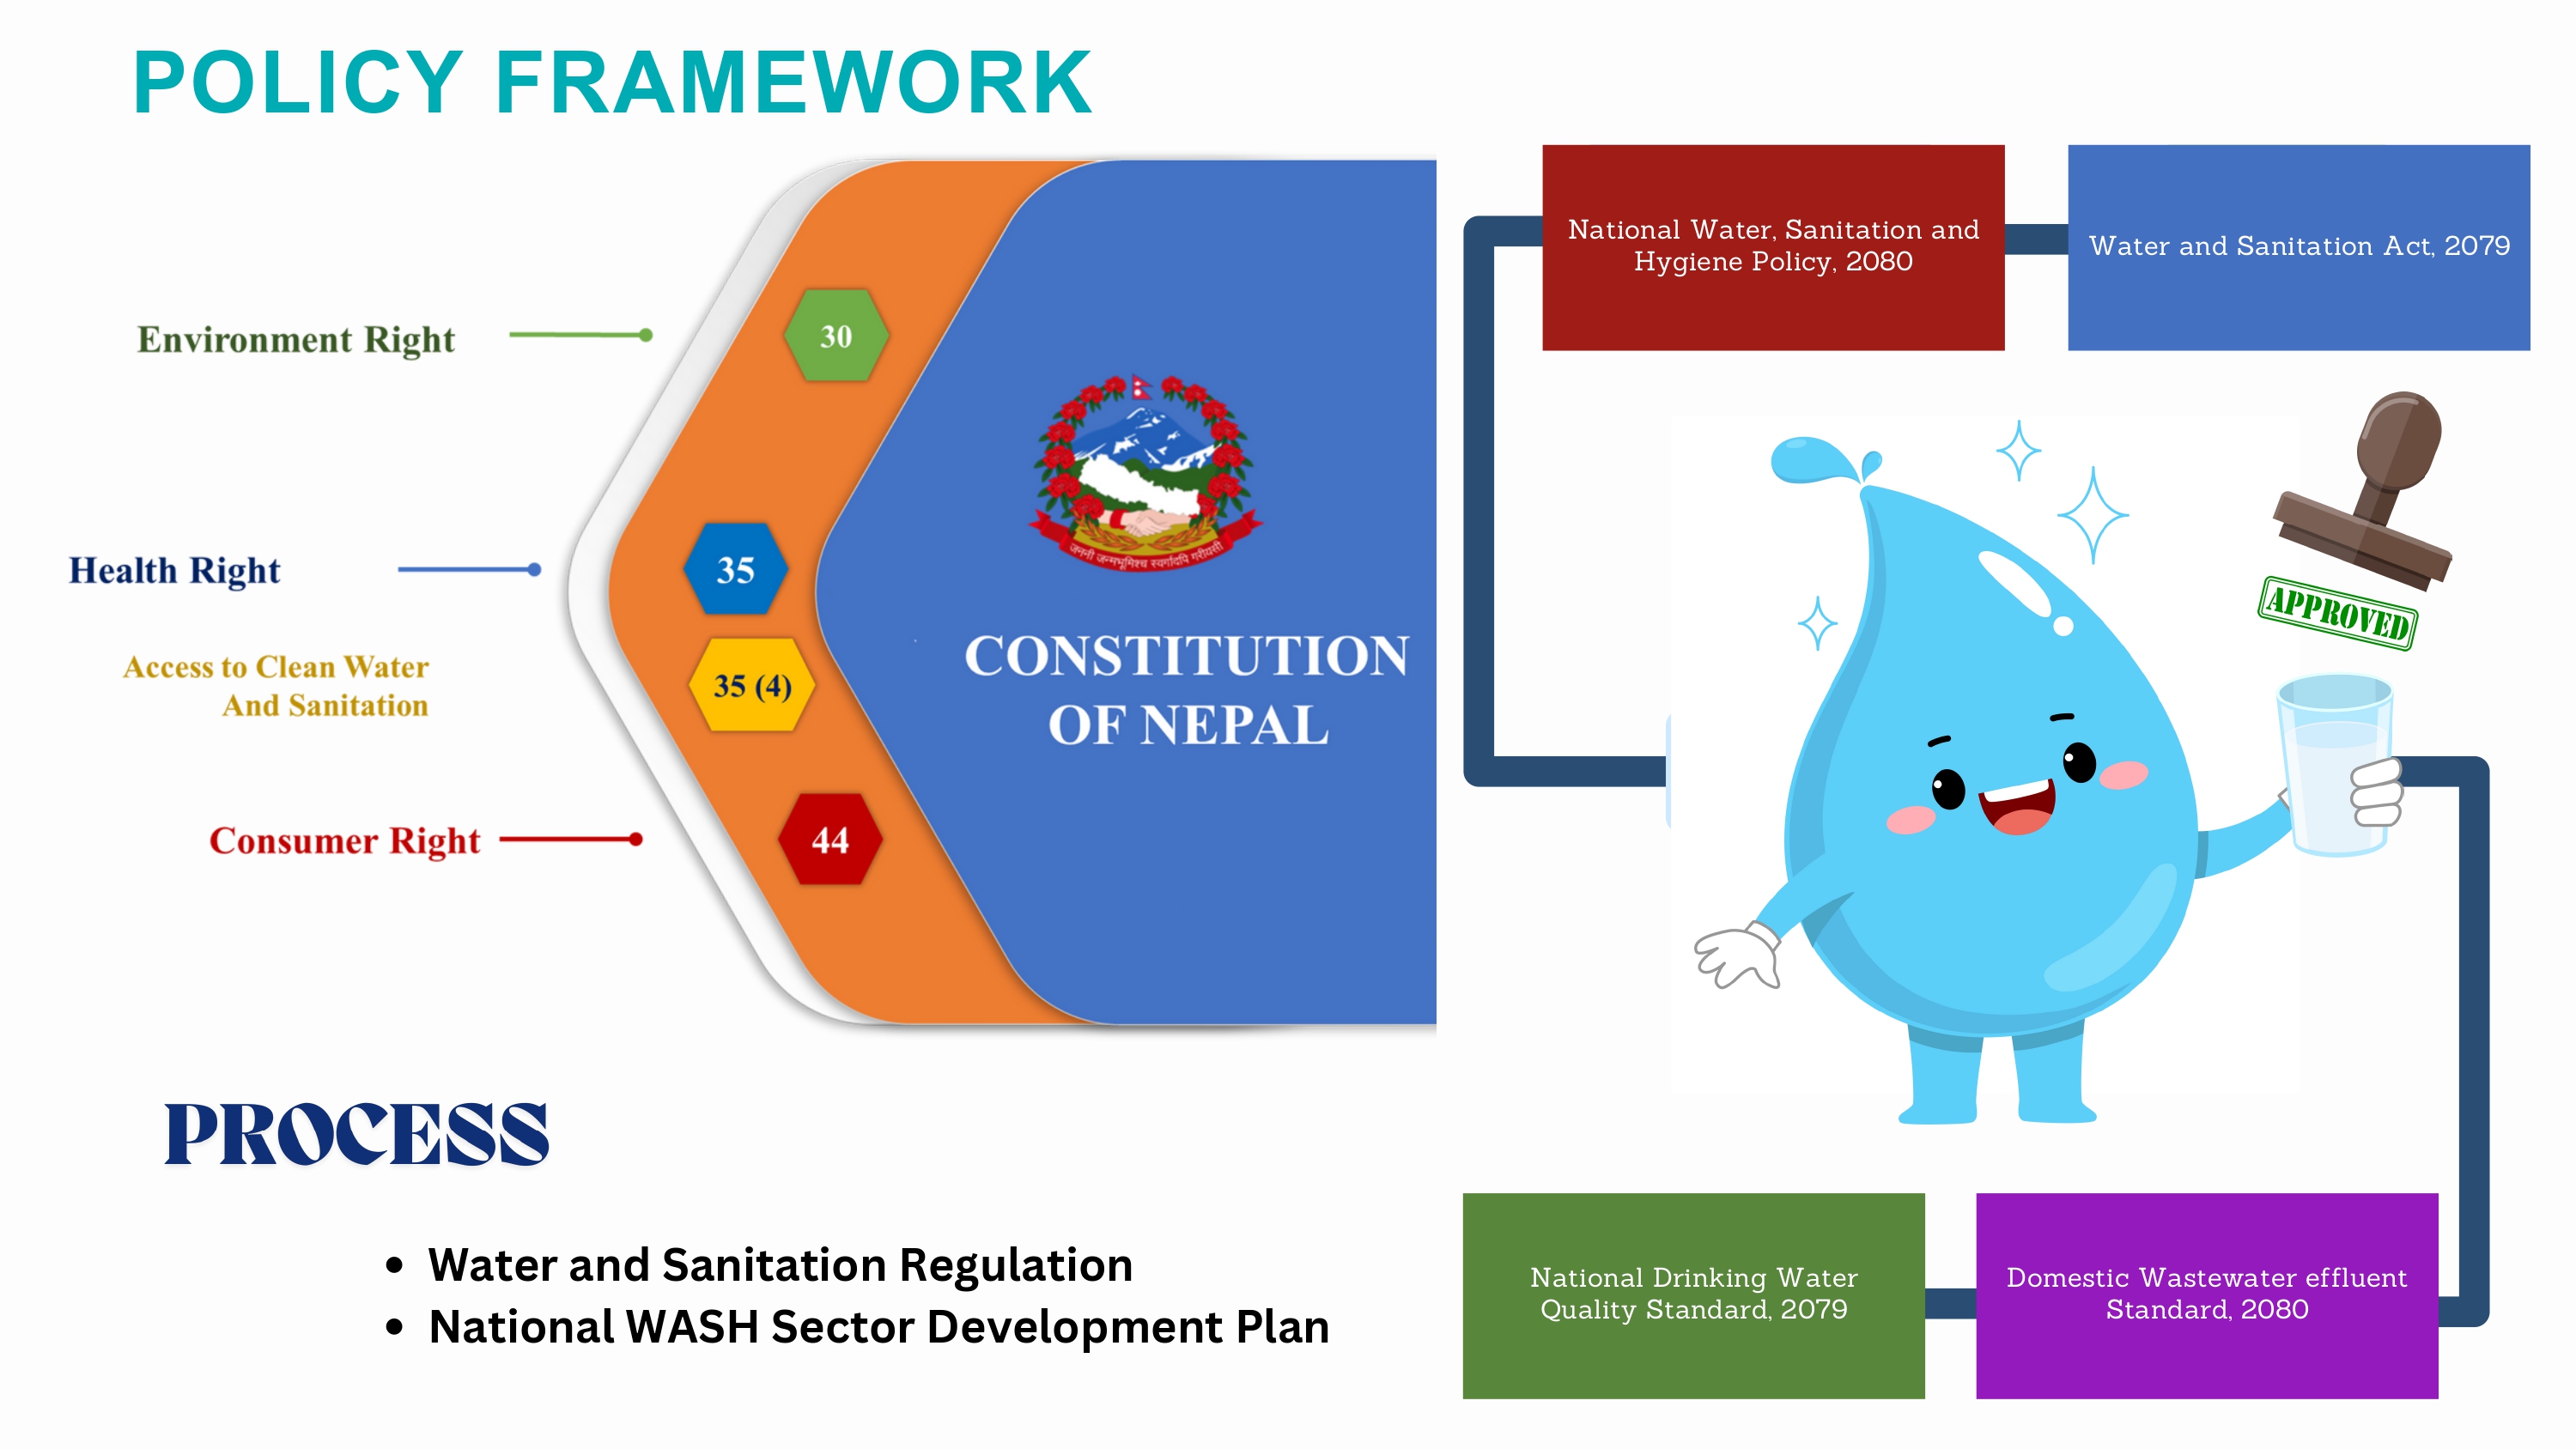 POLICY FRAMEWORK
Environment Right
30
Health Right
35
Access to Clean Water
And Sanitation
35 (4)
Consumer Right
44
जननी जन्मभूमिश्च स्वर्गादपि गरीयसी
CONSTITUTION
OF NEPAL
National Water, Sanitation and
Hygiene Policy, 2080
Water and Sanitation Act, 2079
APPROVED
National Drinking Water
Quality Standard, 2079
Domestic Wastewater effluent
Standard, 2080
PROCESS
• Water and Sanitation Regulation
• National WASH Sector Development Plan